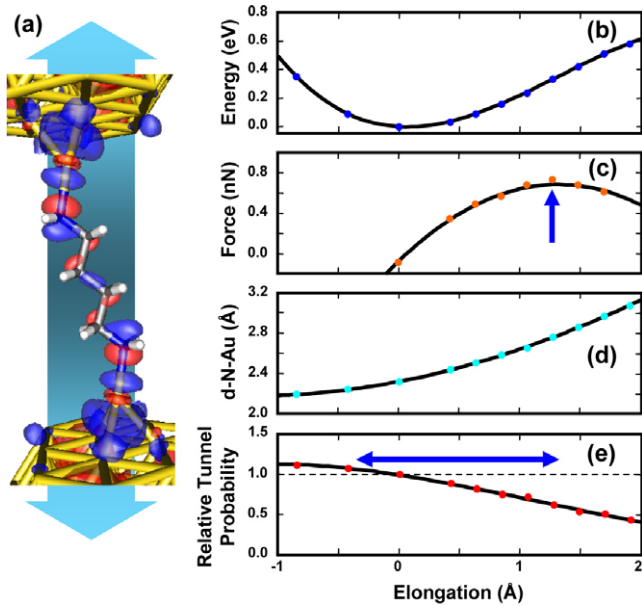 (a)
Energy (eV)
0.6
0.4
0.2
0.0
(b)
Force (nN)
0.8
0.4
0.0
(c)
d-N-Au (Å)
3.2
2.8
2.4
2.0
(d)
Relative Tunnel
Probability
1.5
1.0
0.5
0.0
(e)
-1 0 1 2
Elongation (Å)